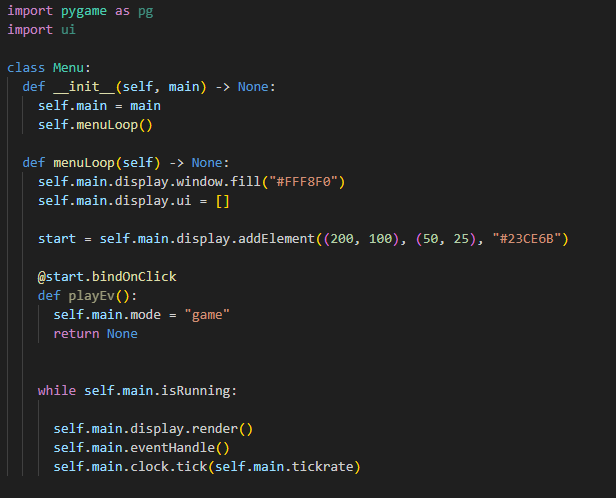 import pygame as pg
import ui

class Menu:
  def __init__(self, main) -> None:
    self.main = main
    self.menuLoop()

  def menuLoop(self) -> None:
    self.main.display.window.fill("#FFF8F0")
    self.main.display.ui = []

    start = self.main.display.addElement((200, 100), (50, 25), "#23CE6B")

    @start.bindOnClick
    def playEv():
      self.main.mode = "game"
      return None


    while self.main.isRunning:

      self.main.display.render()
      self.main.eventHandle()
      self.main.clock.tick(self.main.tickrate)